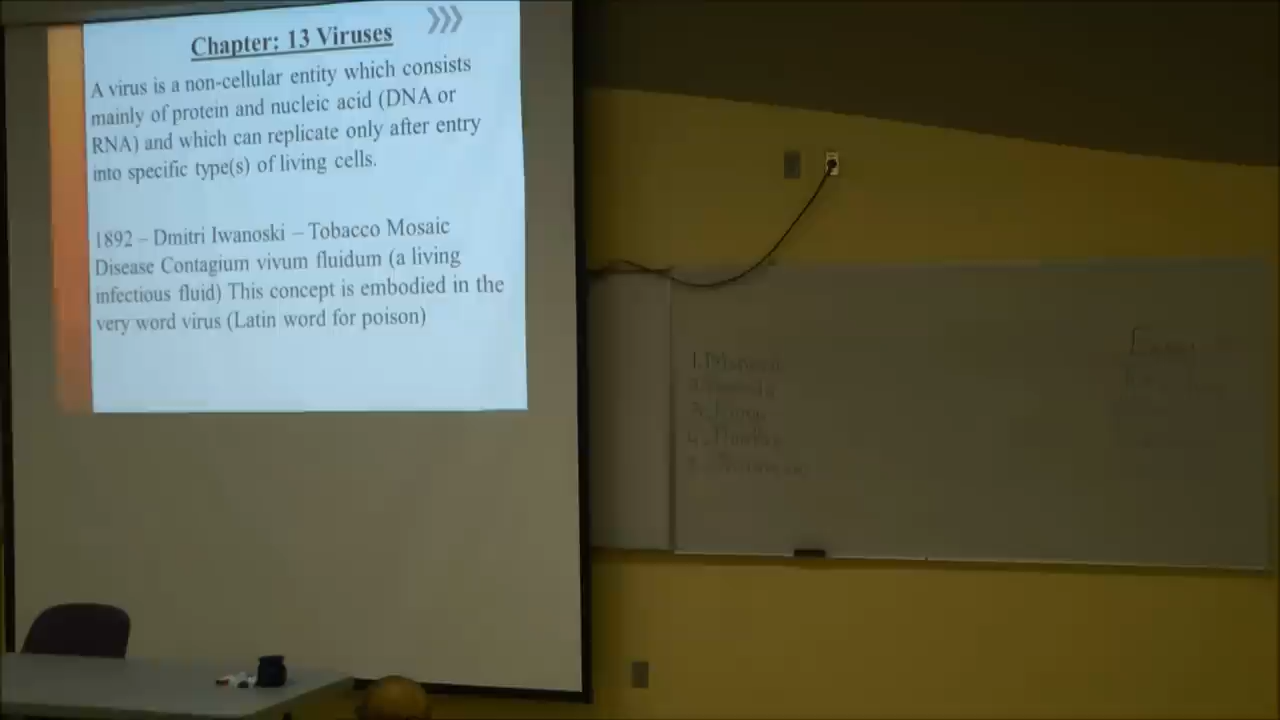 Chapter: 13 Viruses
A virus is a non-cellular entity which consists
mainly of protein and nucleic acid (DNA or
RNA) and which can replicate only after entry
into specific type(s) of living cells.
1892 – Dmitri Iwanoski – Tobacco Mosaic
Disease Contagium vivum fluidum (a living
infectious fluid) This concept is embodied in the
very word virus (Latin word for poison)